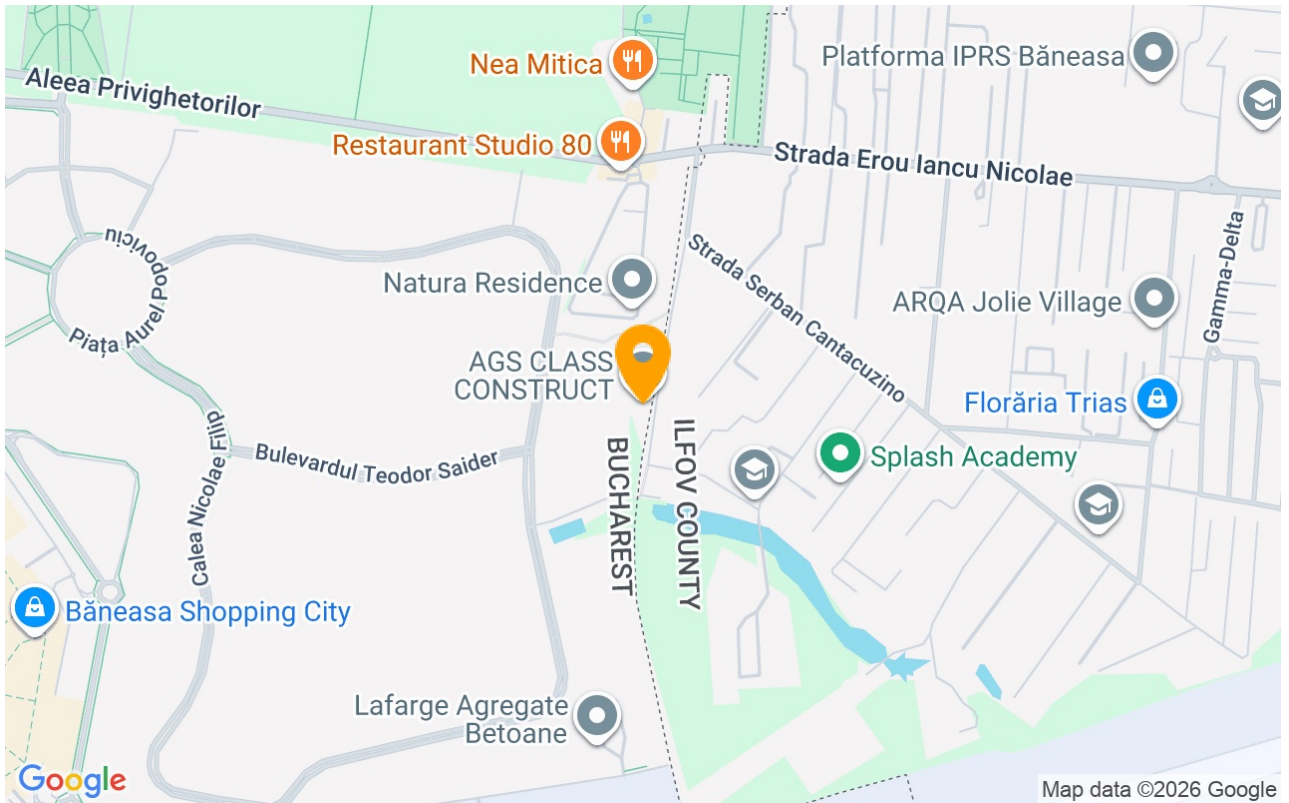 Nea Mitica
Platforma IPRS Băneasa
Aleea Privighetorilor
Restaurant Studio 80
Strada Erou Iancu Nicolae
Piața Aurel Popoviciu
Natura Residence
Strada Serban Cantacuzino
Gamma-Delta
ARQA Jolie Village
AGS CLASS
CONSTRUCT
Florăria Trias
Calea Nicolae Filip
Bulevardul Teodor Saider
BUCHAREST
ILFOV COUNTY
Splash Academy
Băneasa Shopping City
Lafarge Agregate
Betoane
Google
Map data ©2026 Google